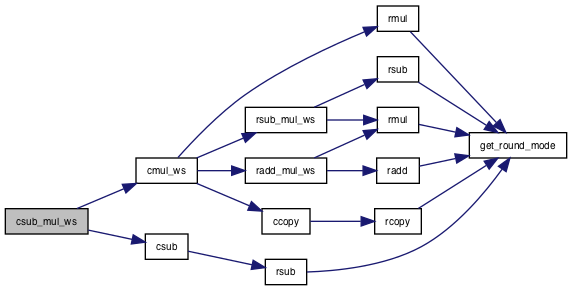 rmul
rsub
rsub_mul_ws
rmul
get_round_mode
cmul_ws
radd_mul_ws
radd
csub_mul_ws
ccopy
rcopy
csub
rsub